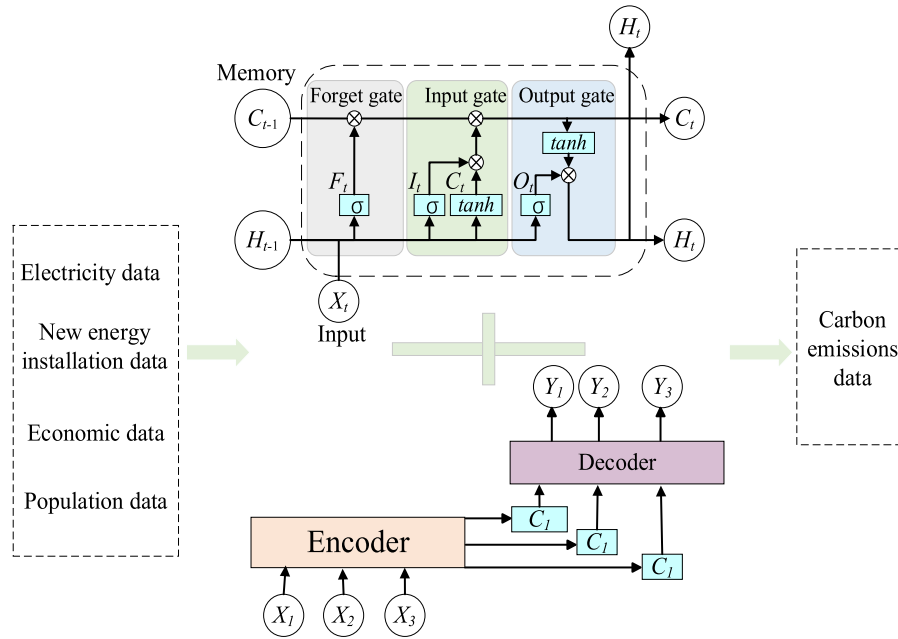 H_t
Memory
Forget gate
Input gate
Output gate
C_{t-1}
C_t
tanh
F_t
I_t
C_t
O_t
σ
σ
tanh
σ
H_{t-1}
H_t
X_t
Input
Electricity data
New energy
installation data
Economic data
Population data
Carbon
emissions
data
Y_1
Y_2
Y_3
Decoder
C_1
C_1
C_1
Encoder
X_1
X_2
X_3